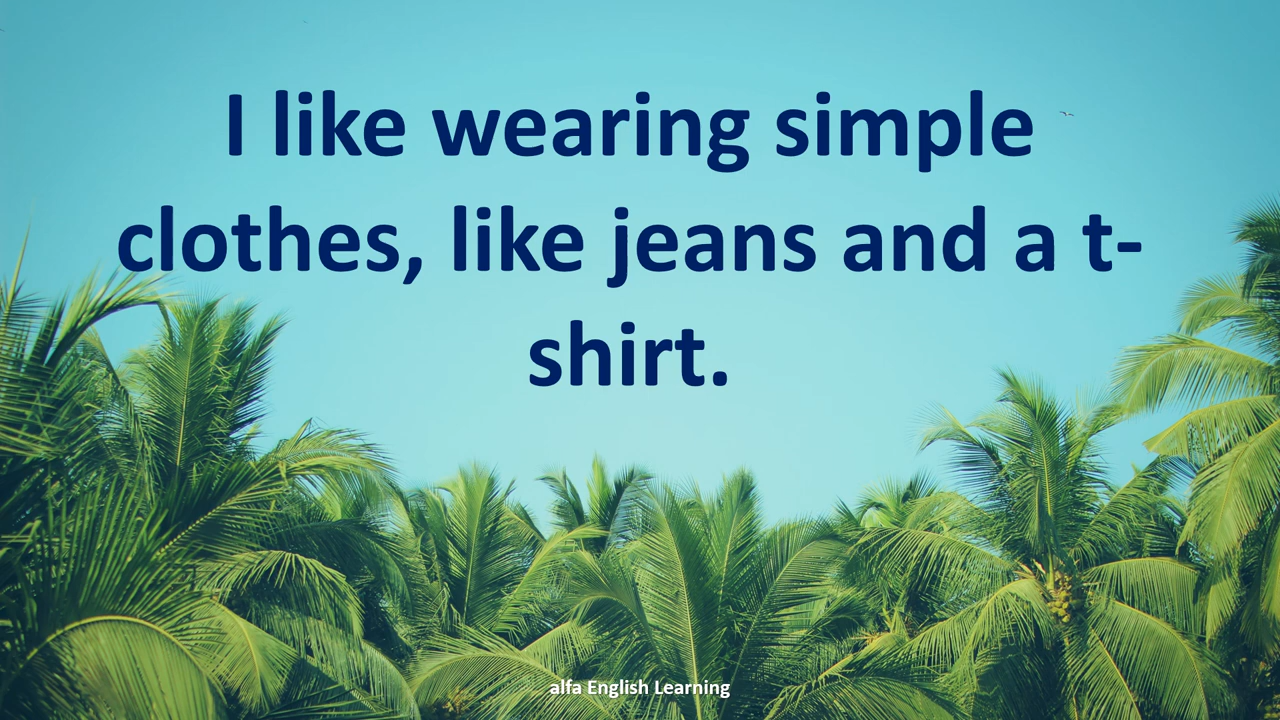 I like wearing simple
clothes, like jeans and a t-
shirt.
alfa English Learning